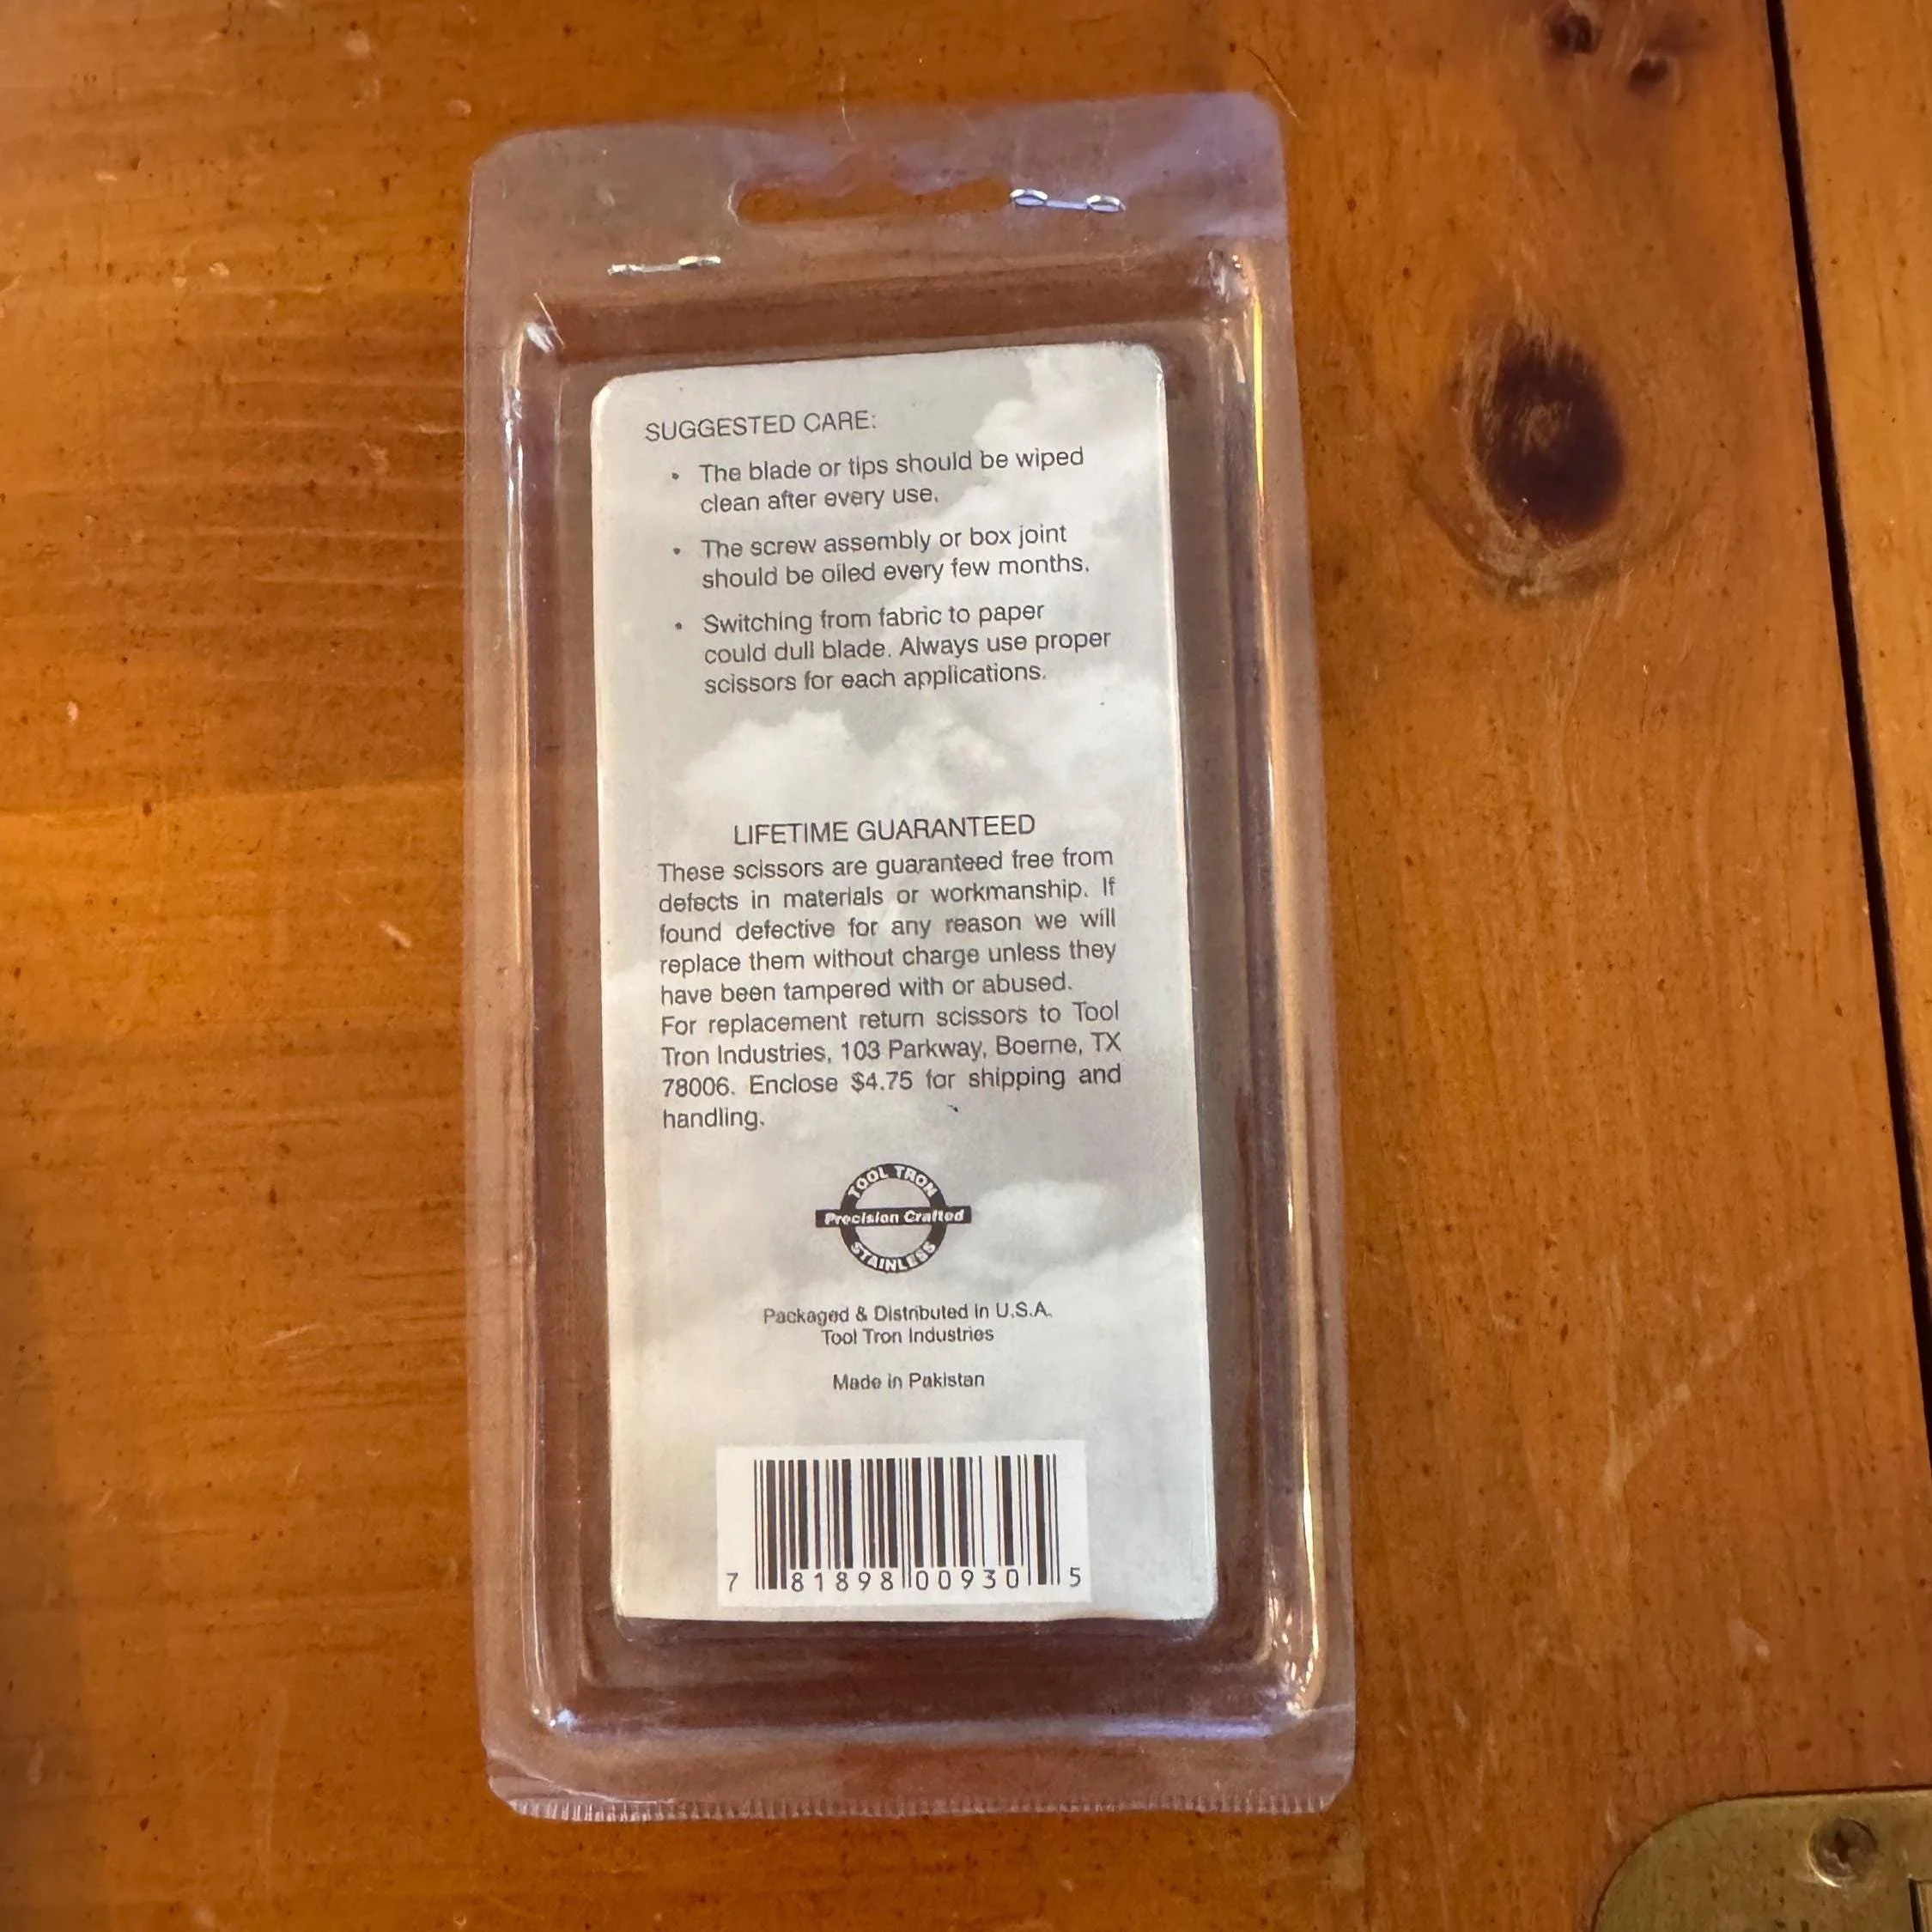 SUGGESTED CARE:
• The blade or tips should be wiped
clean after every use.
• The screw assembly or box joint
should be oiled every few months.
• Switching from fabric to paper
could dull blade. Always use proper
scissors for each applications.
LIFETIME GUARANTEED
These scissors are guaranteed free from
defects in materials or workmanship. If
found defective for any reason we will
replace them without charge unless they
have been tampered with or abused.
For replacement return scissors to Tool
Tron Industries, 103 Parkway, Boerne, TX
78006. Enclose $4.75 for shipping and
handling.
TOOL TRON
Precision Crafted
STAINLESS
Packaged & Distributed in U.S.A.
Tool Tron Industries
Made in Pakistan
7 81898 00930 5